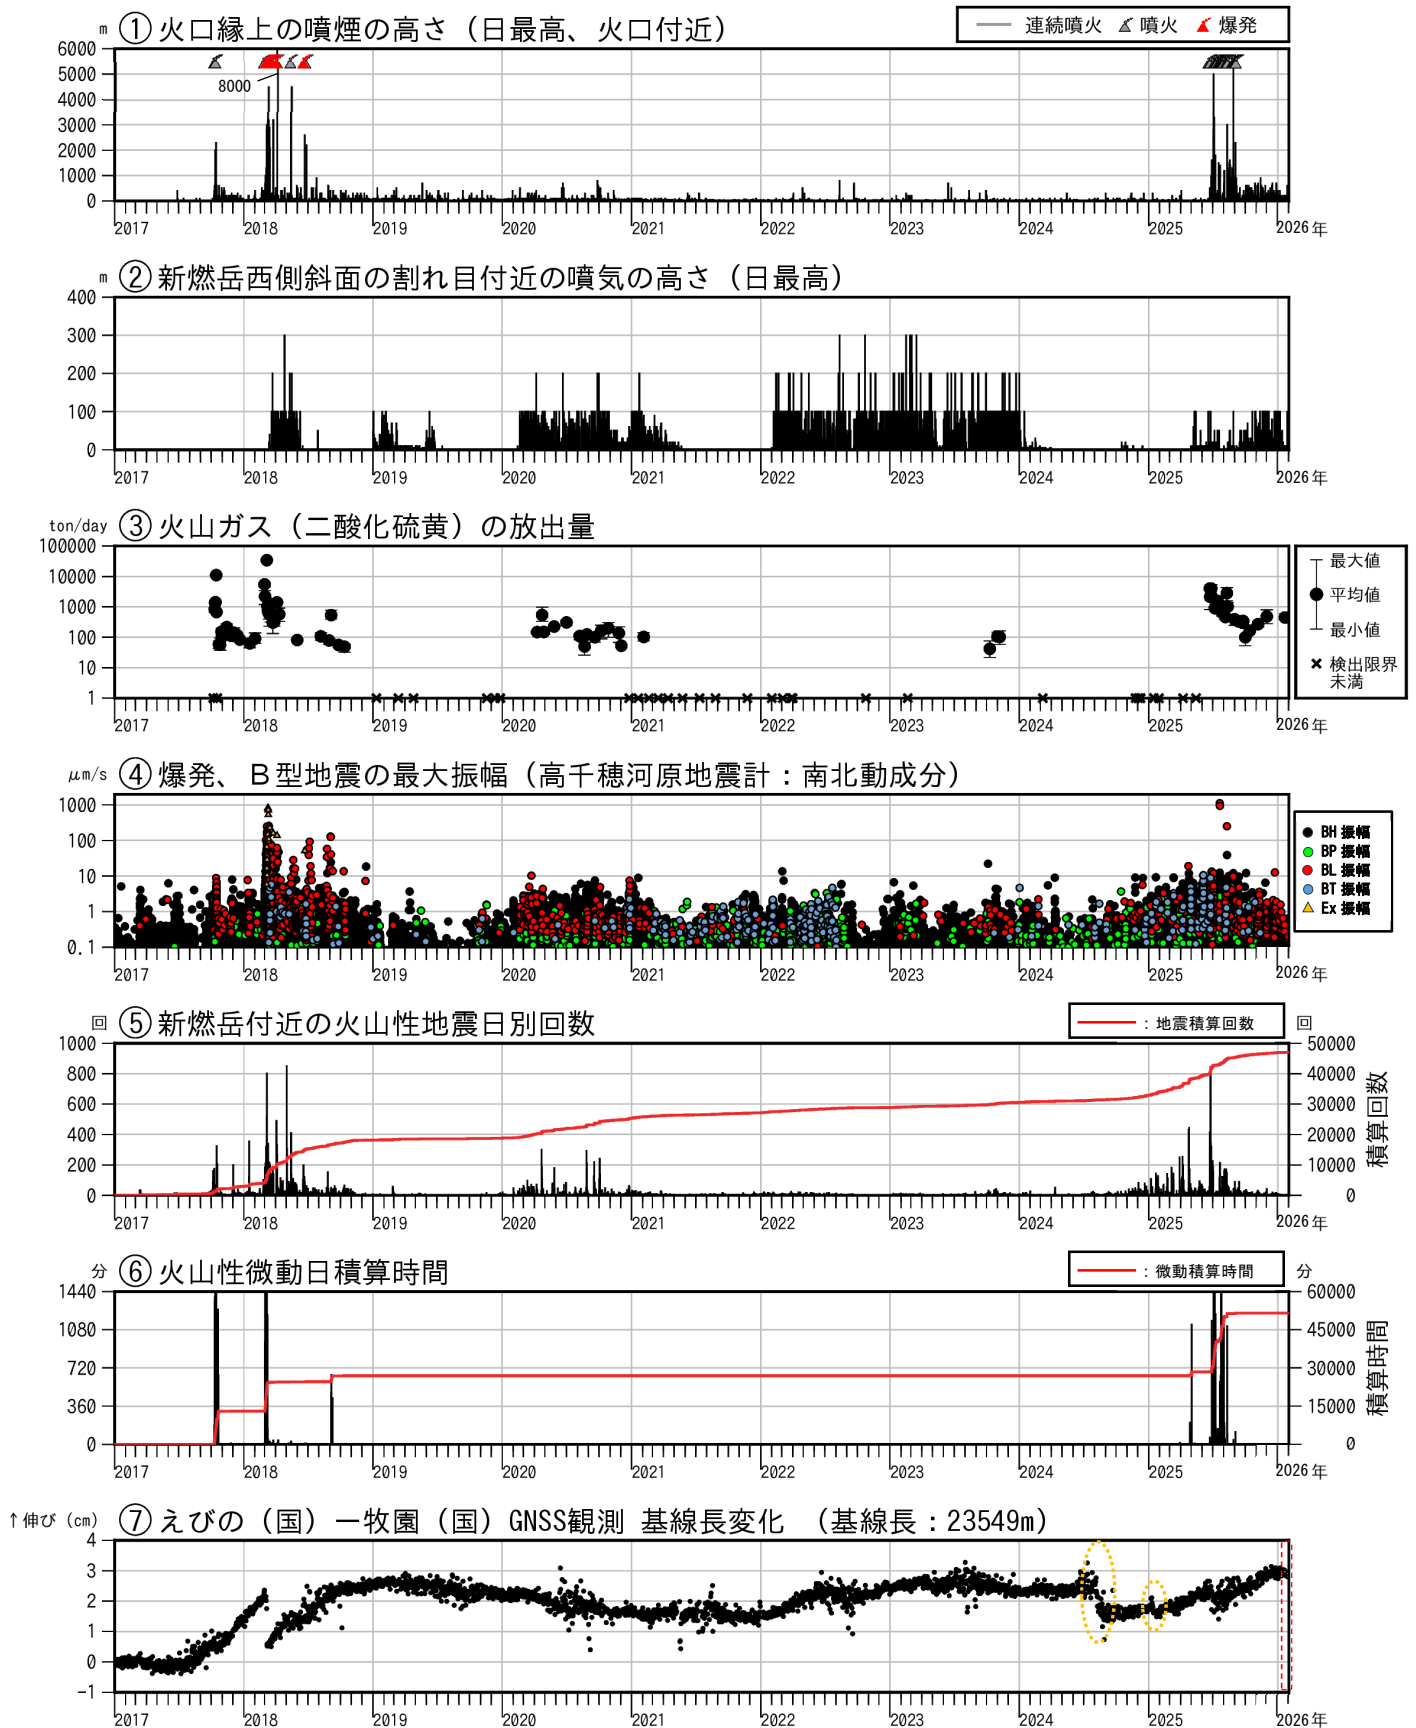 m ① 火口縁上の噴煙の高さ（日最高、火口付近）
連続噴火 噴火 爆発
6000
5000
4000
3000
2000
1000
0
8000
2017 2018 2019 2020 2021 2022 2023 2024 2025 2026年
m ② 新燃岳西側斜面の割れ目付近の噴気の高さ（日最高）
400
300
200
100
0
2017 2018 2019 2020 2021 2022 2023 2024 2025 2026年
ton/day ③ 火山ガス（二酸化硫黄）の放出量
100000
10000
1000
100
10
1
最大値
平均値
最小値
検出限界
未満
2017 2018 2019 2020 2021 2022 2023 2024 2025 2026年
μm/s ④ 爆発、Ｂ型地震の最大振幅（高千穂河原地震計：南北動成分）
1000
100
10
1
0.1
BH 振幅
BP 振幅
BL 振幅
BT 振幅
Ex 振幅
2017 2018 2019 2020 2021 2022 2023 2024 2025 2026年
回 ⑤ 新燃岳付近の火山性地震日別回数
：地震積算回数 回
1000
800
600
400
200
0
50000
40000
30000
20000
10000
0
積算回数
2017 2018 2019 2020 2021 2022 2023 2024 2025 2026年
分 ⑥ 火山性微動日積算時間
：微動積算時間 分
1440
1080
720
360
0
60000
45000
30000
15000
0
積算時間
2017 2018 2019 2020 2021 2022 2023 2024 2025 2026年
↑伸び（cm） ⑦ えびの（国）－牧園（国）GNSS観測 基線長変化 （基線長：23549m）
4
3
2
1
0
-1
2017 2018 2019 2020 2021 2022 2023 2024 2025 2026年